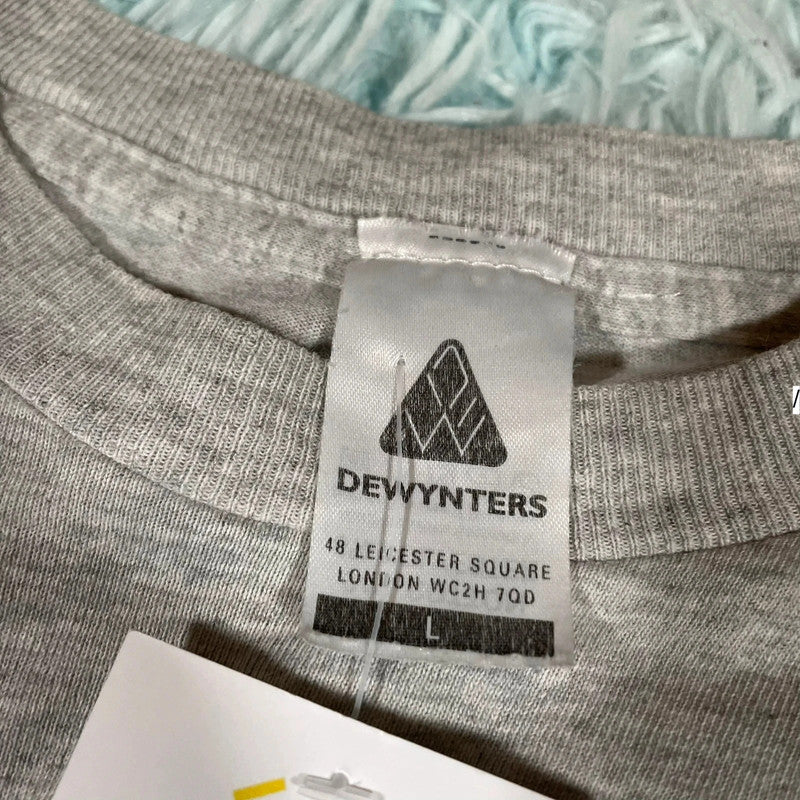 DEWYNTERS
48 LEICESTER SQUARE
LONDON WC2H 7QD
L